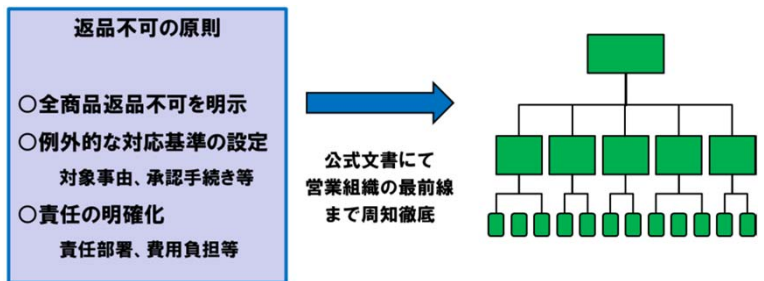 返品不可の原則
○全商品返品不可を明示
○例外的な対応基準の設定
対象事由、承認手続き等
○責任の明確化
責任部署、費用負担等
公式文書にて
営業組織の最前線
まで周知徹底